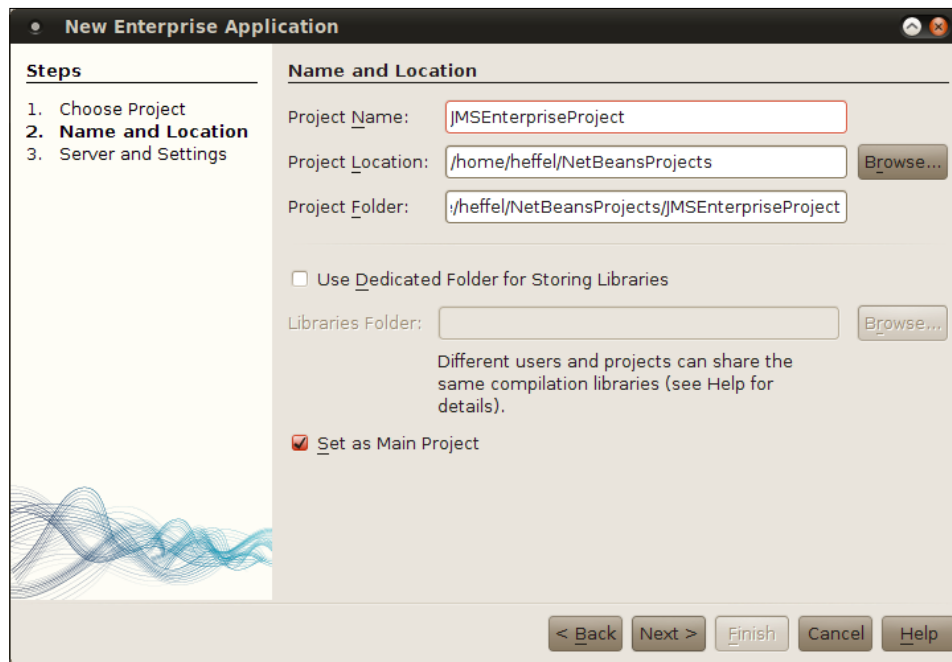 New Enterprise Application
Steps
1. Choose Project
2. Name and Location
3. Server and Settings
Name and Location
Project Name: JMSEnterpriseProject
Project Location: /home/heffel/NetBeansProjects Browse...
Project Folder: :/heffel/NetBeansProjects/JMSEnterpriseProject
Use Dedicated Folder for Storing Libraries
Libraries Folder: Browse...
Different users and projects can share the
same compilation libraries (see Help for
details).
Set as Main Project
< Back Next > Finish Cancel Help